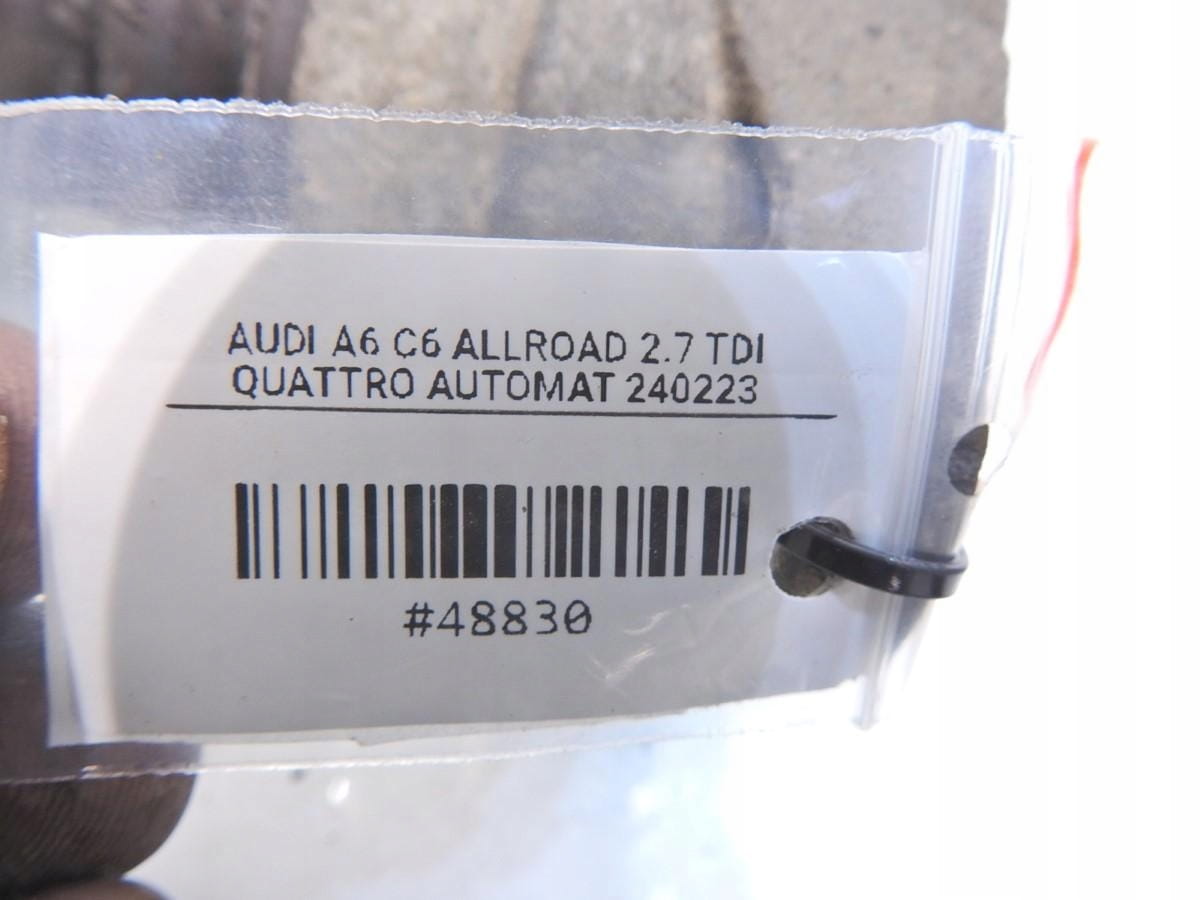 AUDI A6 C6 ALLROAD 2.7 TDI
QUATTRO AUTOMAT 240223
#48830